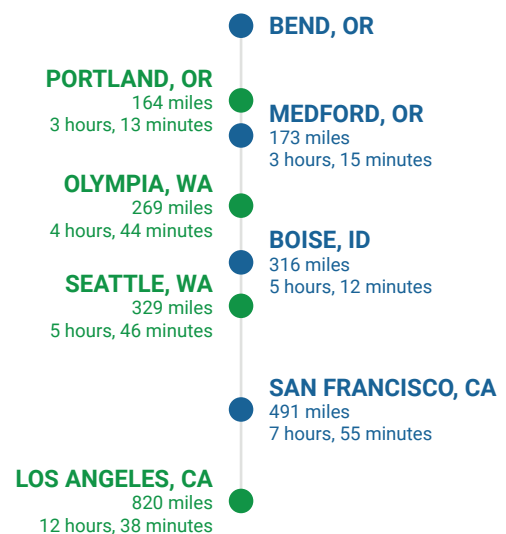 BEND, OR
PORTLAND, OR
164 miles
3 hours, 13 minutes
MEDFORD, OR
173 miles
3 hours, 15 minutes
OLYMPIA, WA
269 miles
4 hours, 44 minutes
BOISE, ID
316 miles
5 hours, 12 minutes
SEATTLE, WA
329 miles
5 hours, 46 minutes
SAN FRANCISCO, CA
491 miles
7 hours, 55 minutes
LOS ANGELES, CA
820 miles
12 hours, 38 minutes